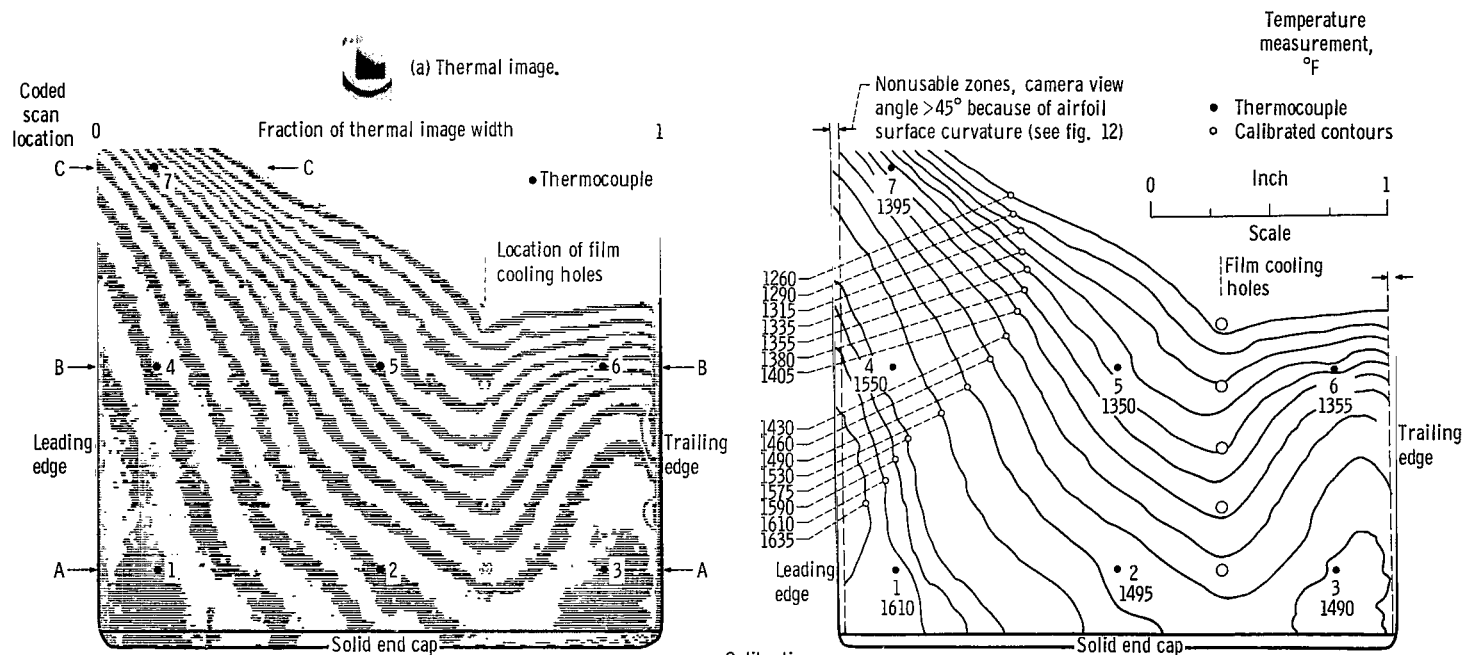 (a) Thermal image.
Coded
scan
location
0
Fraction of thermal image width
1
C
C
7
Thermocouple
Location of film
cooling holes
B
4
5
6
B
Leading
edge
Trailing
edge
A
1
2
3
A
Solid end cap
Temperature
measurement,
°F
Thermocouple
Calibrated contours
Nonusable zones, camera view
angle >45° because of airfoil
surface curvature (see fig. 12)
0
Inch
1
Scale
Film cooling
holes
7
1395
1260
1290
1315
1335
1355
1380
1405
4
1550
5
1350
6
1355
1430
1460
1490
1530
1575
1590
1610
1635
Trailing
edge
Leading
edge
1
1610
2
1495
3
1490
Solid end cap